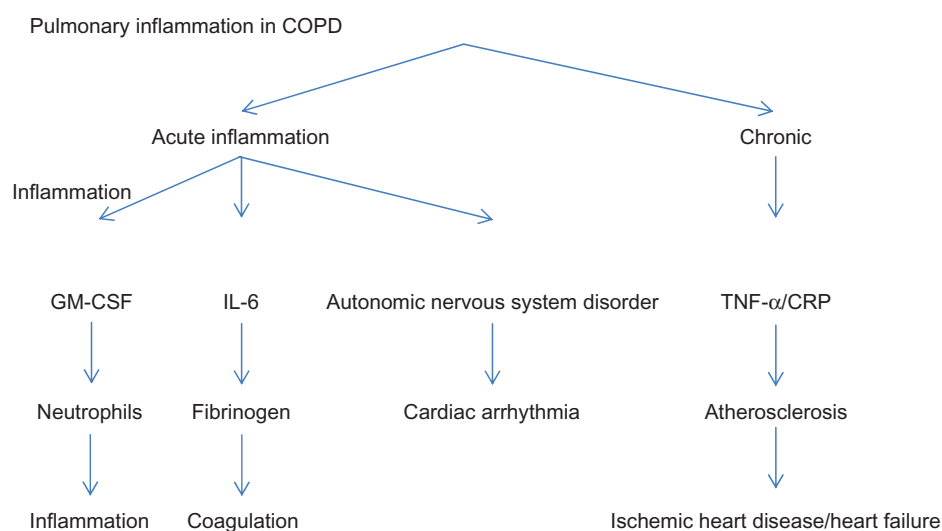 Pulmonary inflammation in COPD
Acute inflammation
Chronic
Inflammation
GM-CSF
IL-6
Autonomic nervous system disorder
TNF-α/CRP
Neutrophils
Fibrinogen
Cardiac arrhythmia
Atherosclerosis
Inflammation
Coagulation
Ischemic heart disease/heart failure